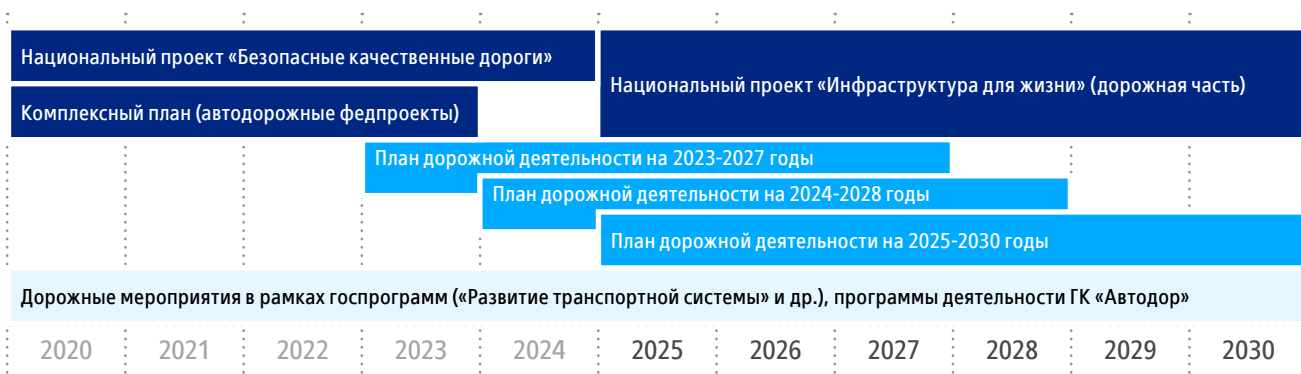 Национальный проект «Безопасные качественные дороги»
Национальный проект «Инфраструктура для жизни» (дорожная часть)
Комплексный план (автодорожные федпроекты)
План дорожной деятельности на 2023-2027 годы
План дорожной деятельности на 2024-2028 годы
План дорожной деятельности на 2025-2030 годы
Дорожные мероприятия в рамках госпрограмм («Развитие транспортной системы» и др.), программы деятельности ГК «Автодор»
2020 2021 2022 2023 2024 2025 2026 2027 2028 2029 2030